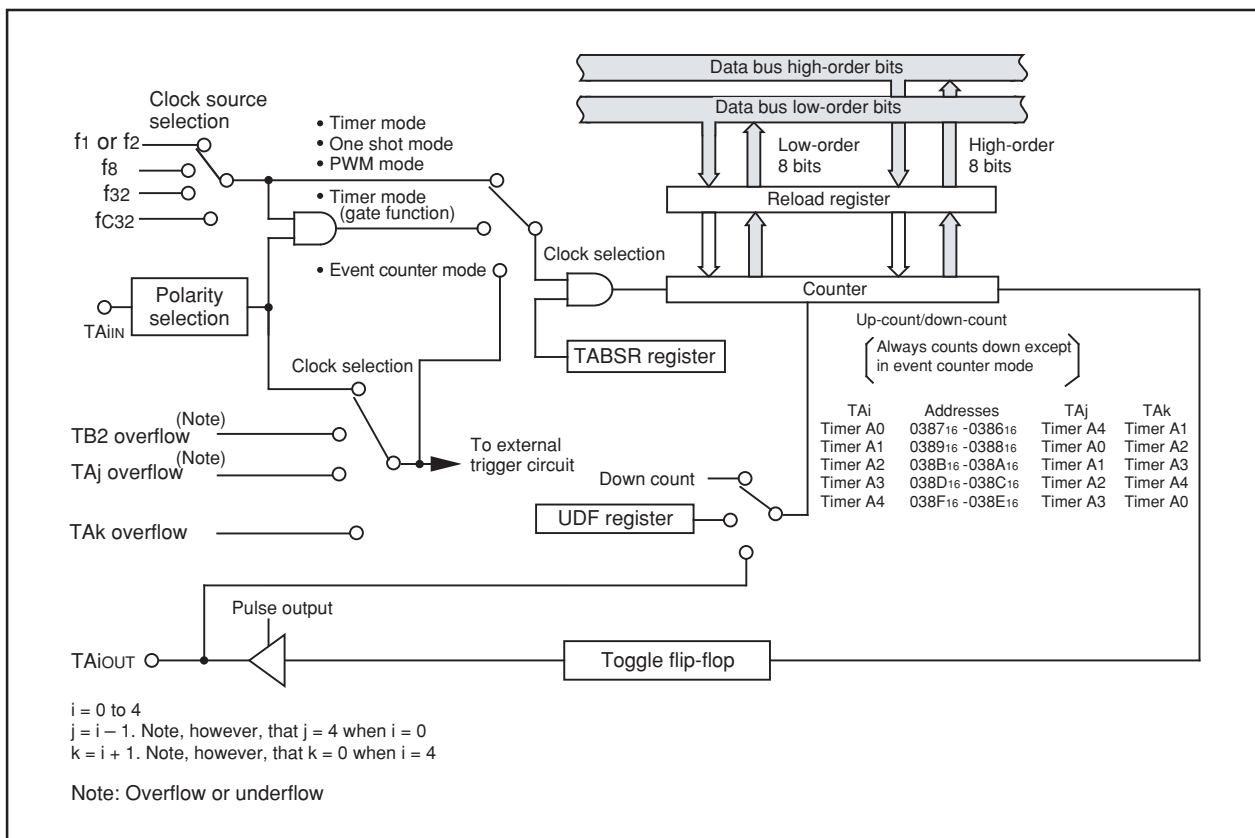 Data bus high-order bits
Data bus low-order bits
Clock source
selection
f1 or f2
f8
f32
fC32
• Timer mode
• One shot mode
• PWM mode
• Timer mode
(gate function)
• Event counter mode
Low-order
8 bits
High-order
8 bits
Reload register
Clock selection
Counter
Polarity
selection
TAiIN
TABSR register
Up-count/down-count
(Always counts down except
in event counter mode)
Clock selection
TB2 overflow (Note)
TAj overflow (Note)
TAk overflow
To external
trigger circuit
TAi Addresses TAj TAk
Timer A0 038716 -038616 Timer A4 Timer A1
Timer A1 038916 -038816 Timer A0 Timer A2
Timer A2 038B16 -038A16 Timer A1 Timer A3
Timer A3 038D16 -038C16 Timer A2 Timer A4
Timer A4 038F16 -038E16 Timer A3 Timer A0
Down count
UDF register
Pulse output
TAiOUT
Toggle flip-flop
i = 0 to 4
j = i – 1. Note, however, that j = 4 when i = 0
k = i + 1. Note, however, that k = 0 when i = 4
Note: Overflow or underflow